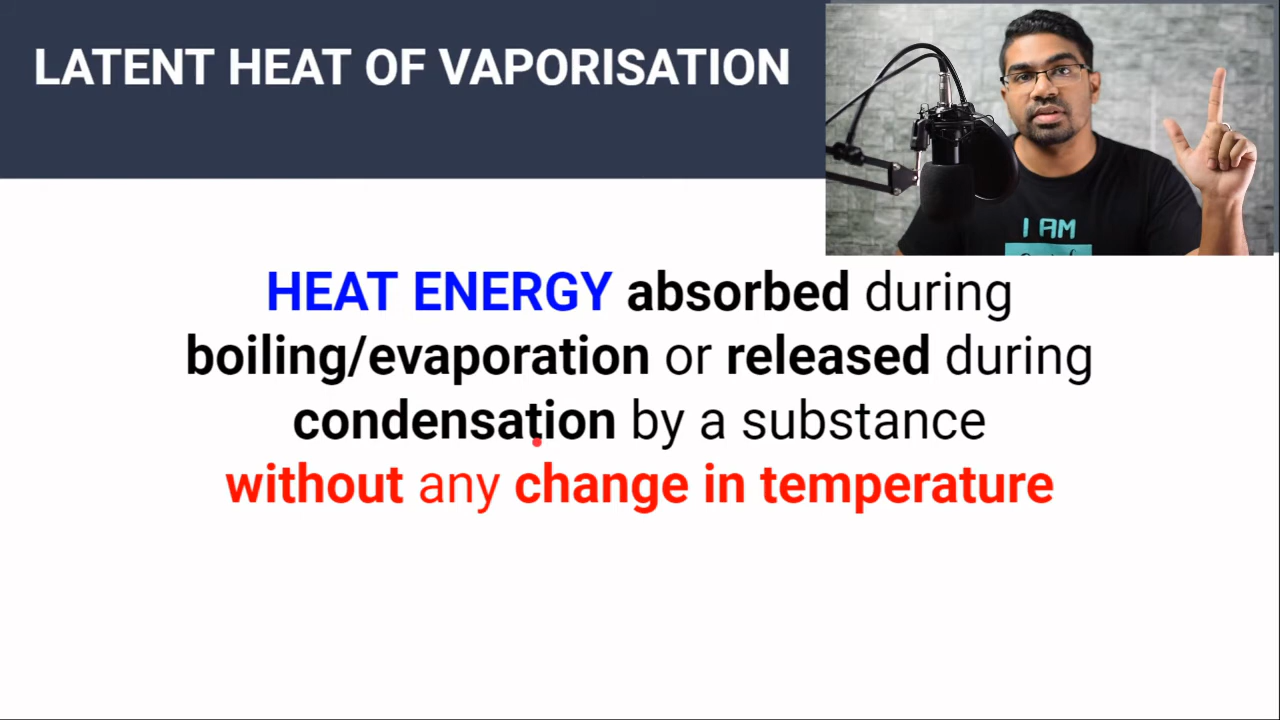 LATENT HEAT OF VAPORISATION
I AM
HEAT ENERGY absorbed during
boiling/evaporation or released during
condensation by a substance
without any change in temperature